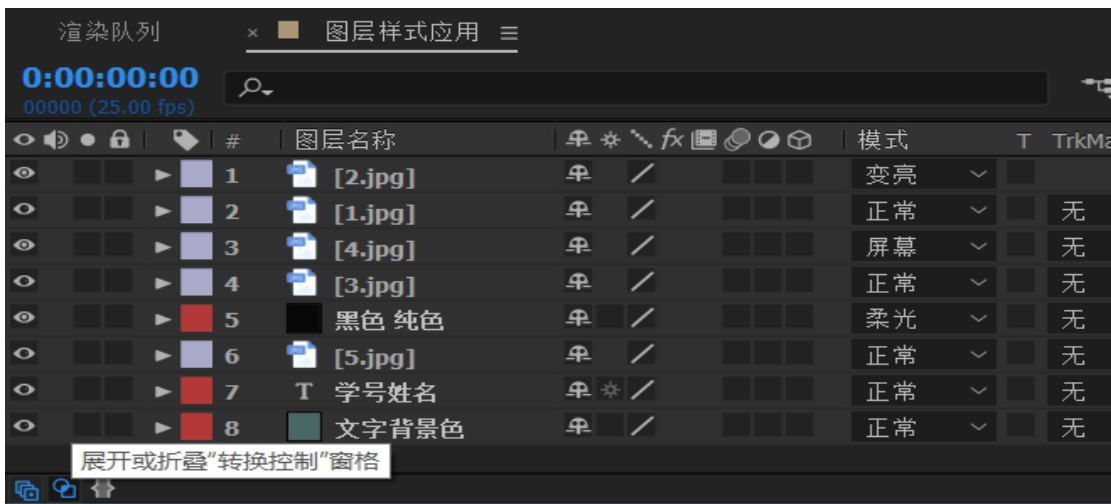 渲染队列 × 图层样式应用 ≡
0:00:00:00
00000 (25.00 fps)
# 图层名称 fx 模式 T TrkMa
1 [2.jpg] 变亮
2 [1.jpg] 正常 无
3 [4.jpg] 屏幕 无
4 [3.jpg] 正常 无
5 黑色 纯色 柔光 无
6 [5.jpg] 正常 无
7 T 学号姓名 正常 无
8 文字背景色 正常 无
展开或折叠“转换控制”窗格